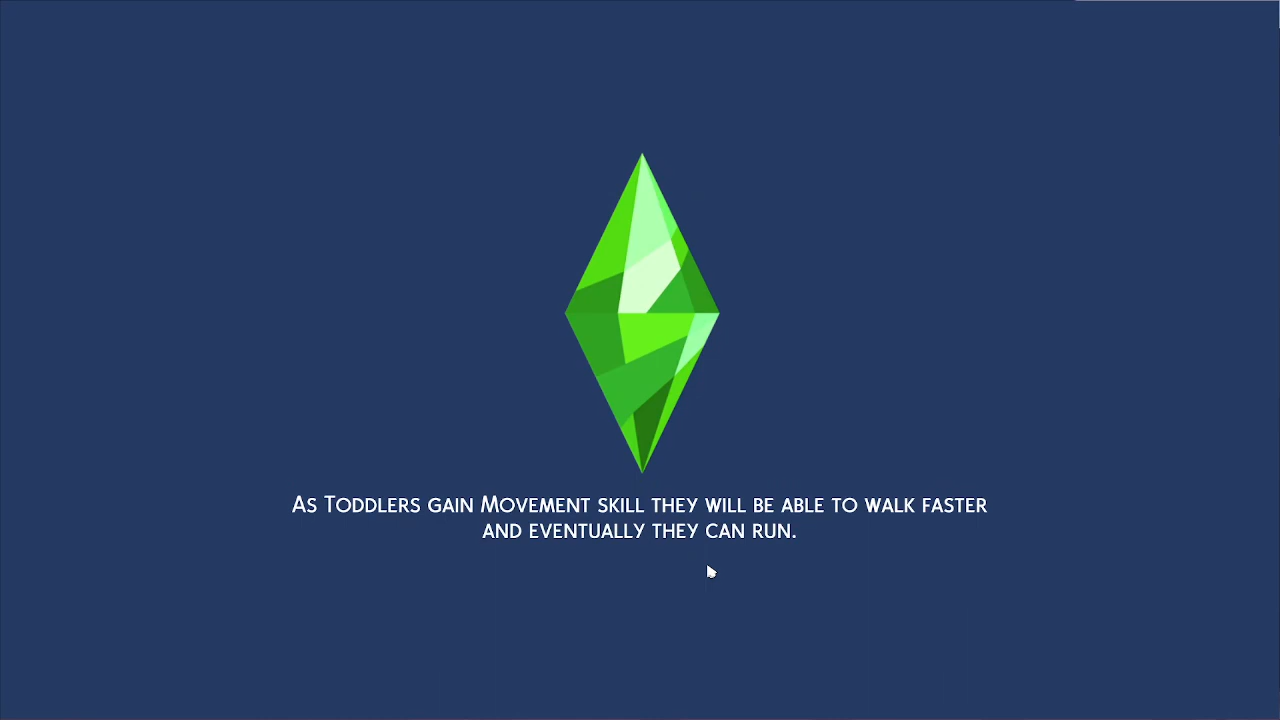 As Toddlers gain Movement skill they will be able to walk faster
and eventually they can run.